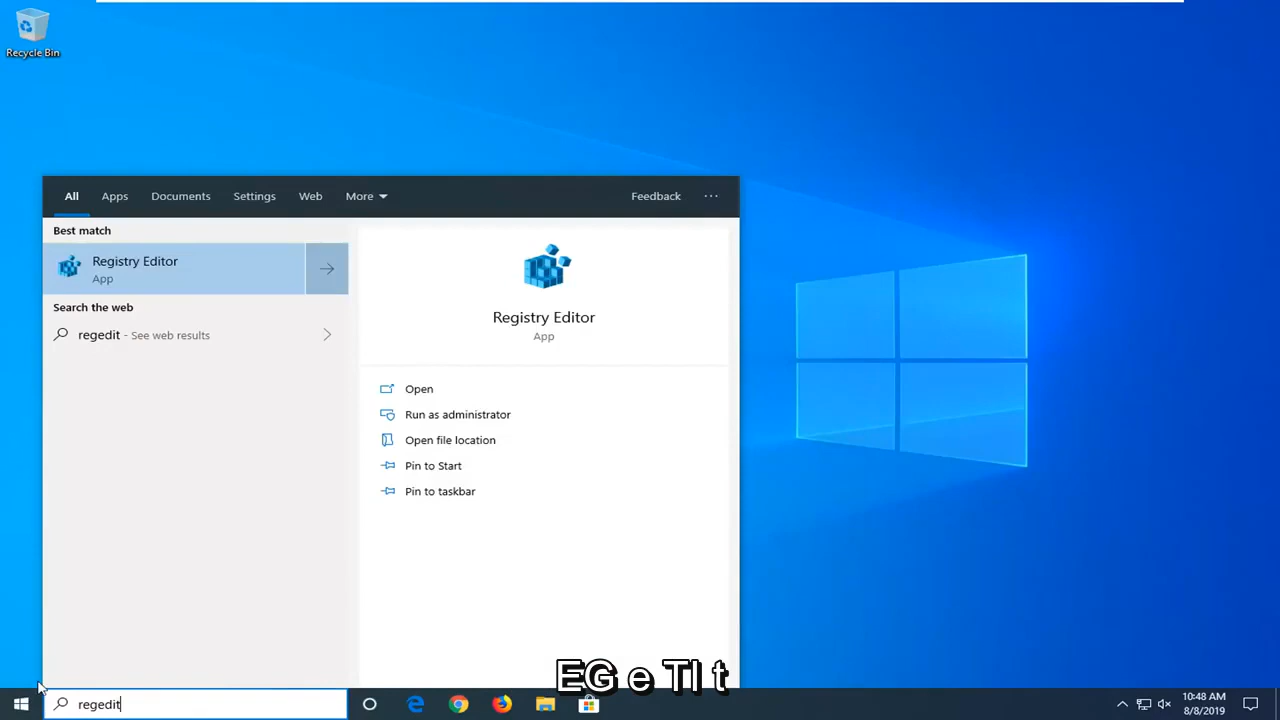 Recycle Bin
All Apps Documents Settings Web More Feedback ...
Best match
Registry Editor
App
Search the web
regedit - See web results
Registry Editor
App
Open
Run as administrator
Open file location
Pin to Start
Pin to taskbar
EG e TI t
regedit
10:48 AM
8/8/2019